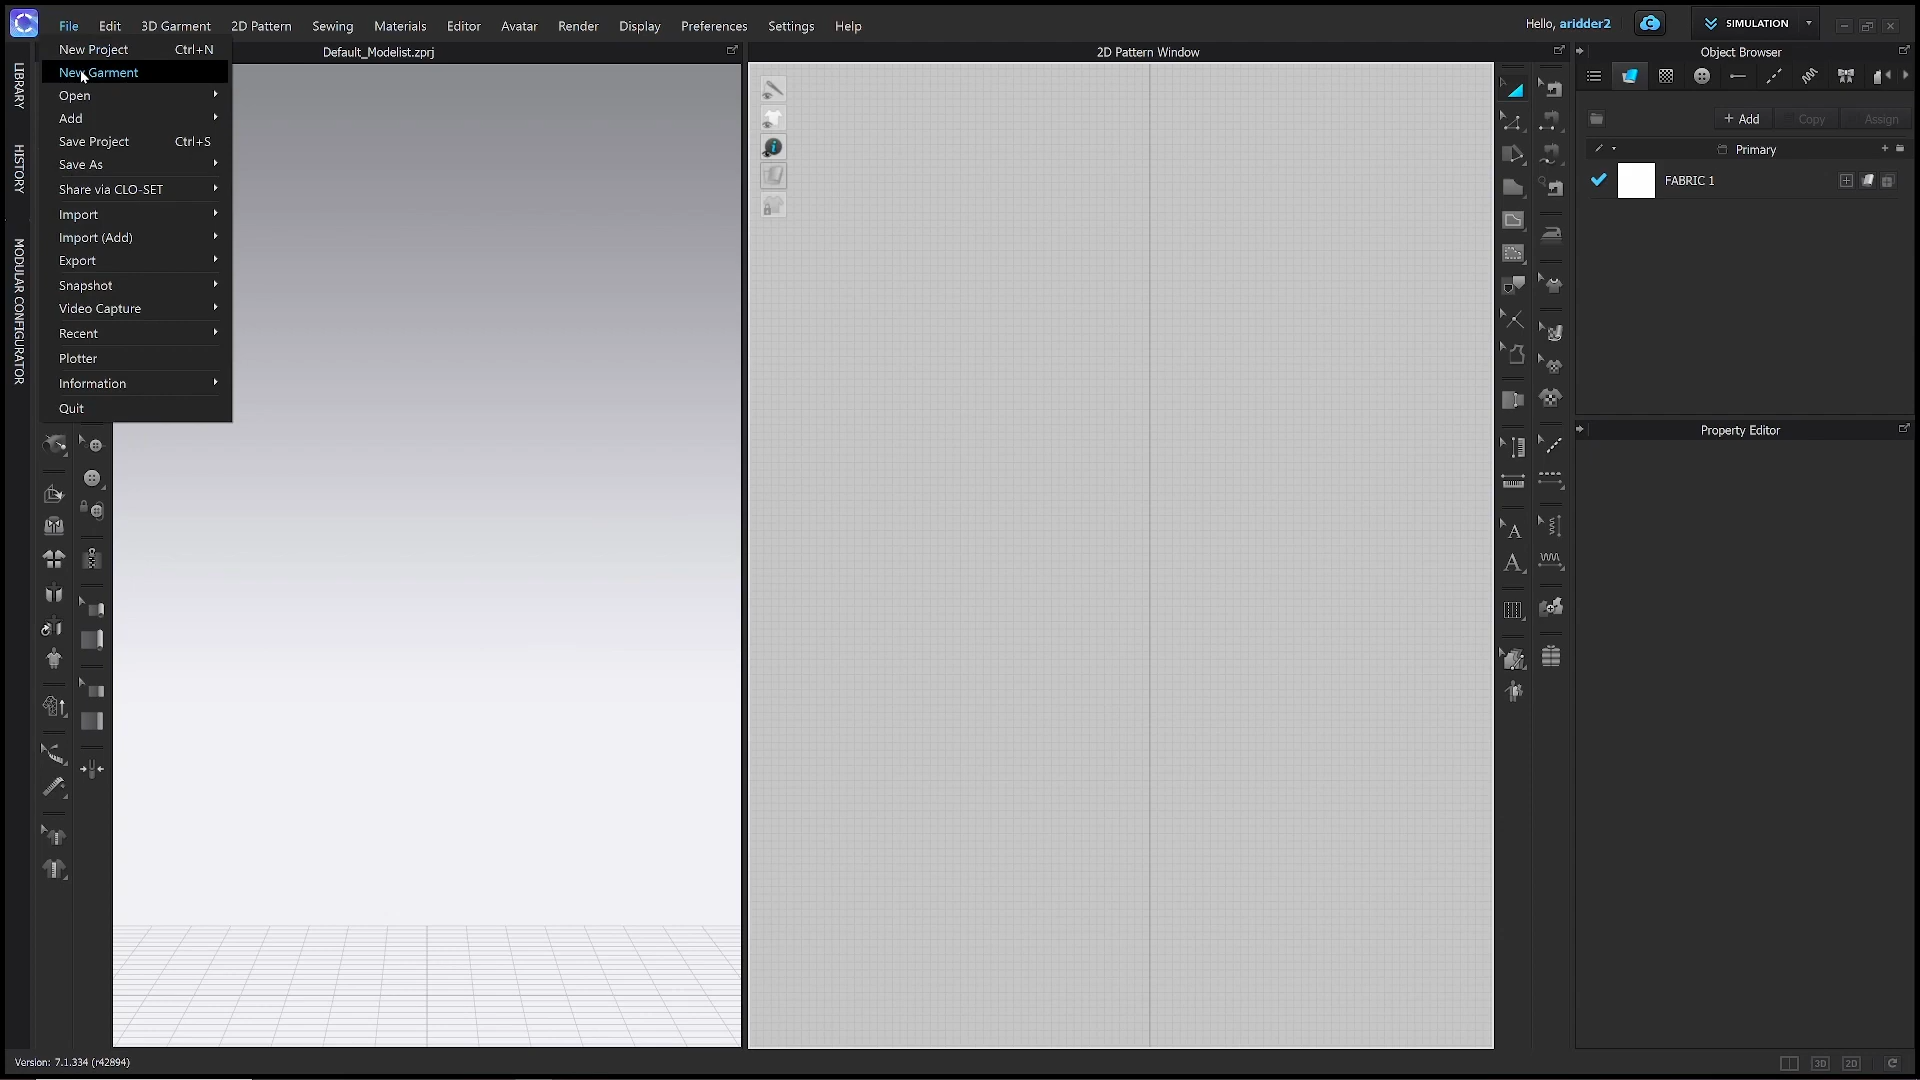 File Edit 3D Garment 2D Pattern Sewing Materials Editor Avatar Render Display Preferences Settings Help
Hello, aridder2
SIMULATION
Default_Modelist.zprj
2D Pattern Window
Object Browser
LIBRARY
HISTORY
MODULAR CONFIGURATOR
New Project Ctrl+N
New Garment
Open
Add
Save Project Ctrl+S
Save As
Share via CLO-SET
Import
Import (Add)
Export
Snapshot
Video Capture
Recent
Plotter
Information
Quit
+ Add Copy Assign
Primary
FABRIC 1
Property Editor
A
A
Version: 7.1.334 (r42894)
3D 2D